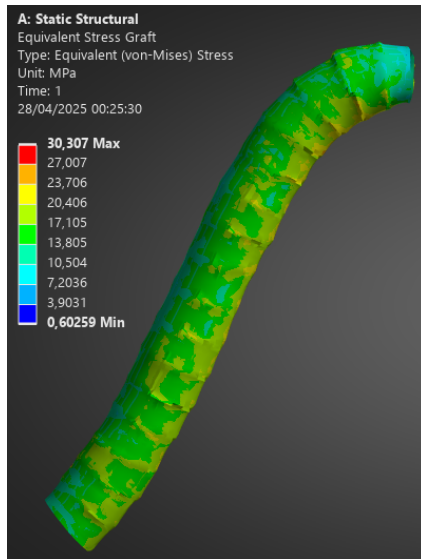 A: Static Structural
Equivalent Stress Graft
Type: Equivalent (von-Mises) Stress
Unit: MPa
Time: 1
28/04/2025 00:25:30
30,307 Max
27,007
23,706
20,406
17,105
13,805
10,504
7,2036
3,9031
0,60259 Min